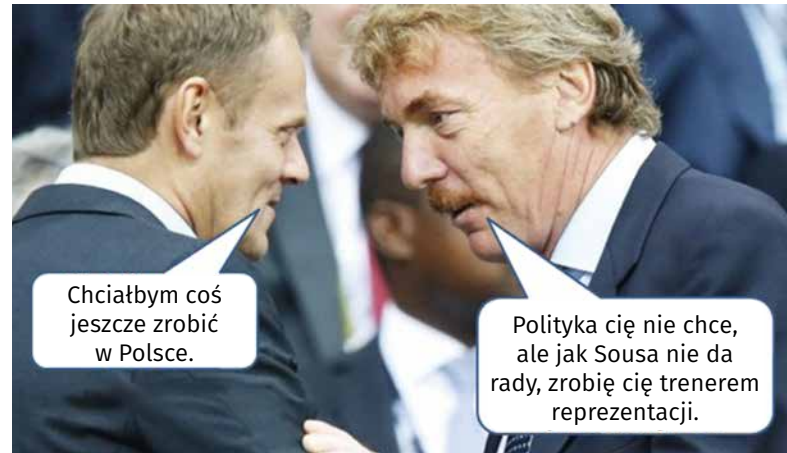 Chciałbym coś
jeszcze zrobić
w Polsce.
Polityka cię nie chce,
ale jak Sousa nie da
rady, zrobię cię trenerem
reprezentacji.